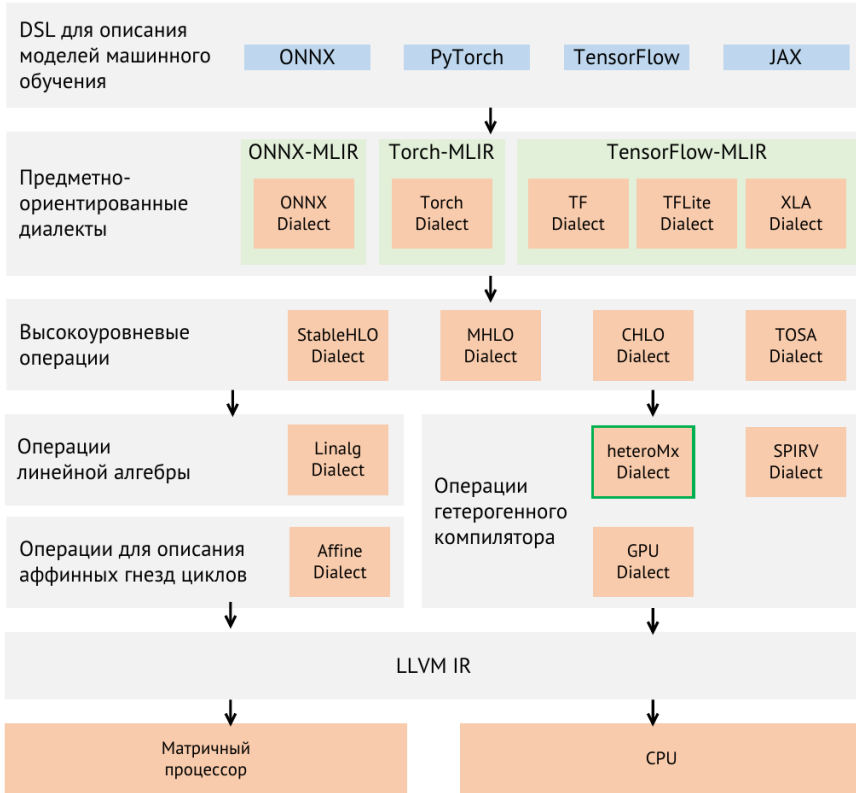 DSL для описания
моделей машинного
обучения
ONNX
PyTorch
TensorFlow
JAX
Предметно-
ориентированные
диалекты
ONNX-MLIR
Torch-MLIR
TensorFlow-MLIR
ONNX
Dialect
Torch
Dialect
TF
Dialect
TFLite
Dialect
XLA
Dialect
Высокоуровневые
операции
StableHLO
Dialect
MHLO
Dialect
CHLO
Dialect
TOSA
Dialect
Операции
линейной алгебры
Linalg
Dialect
Операции для описания
аффинных гнезд циклов
Affine
Dialect
Операции
гетерогенного
компилятора
heteroMx
Dialect
SPIRV
Dialect
GPU
Dialect
LLVM IR
Матричный
процессор
CPU